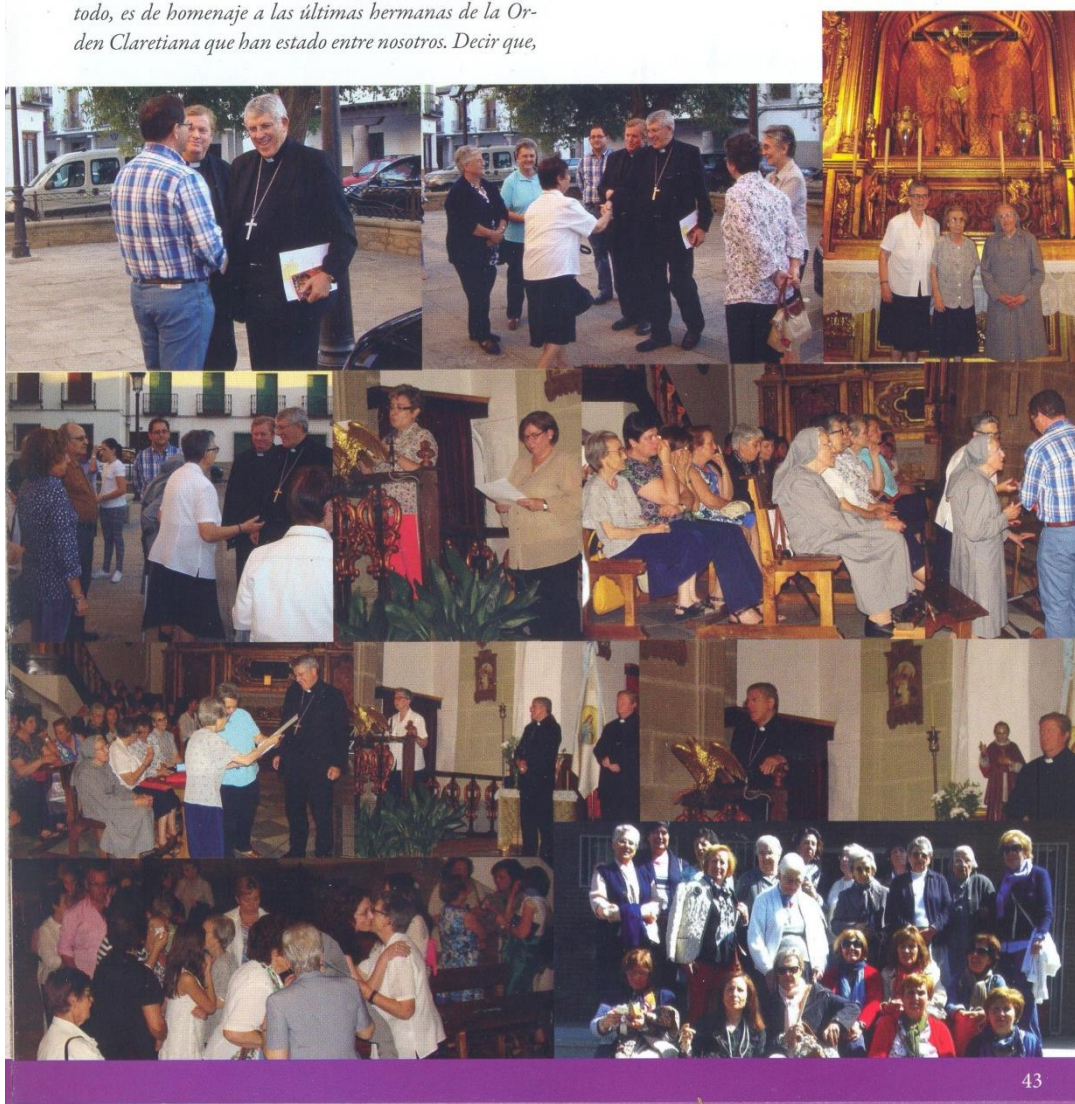 todo, es de homenaje a las últimas hermanas de la Or-
den Claretiana que han estado entre nosotros. Decir que,
43